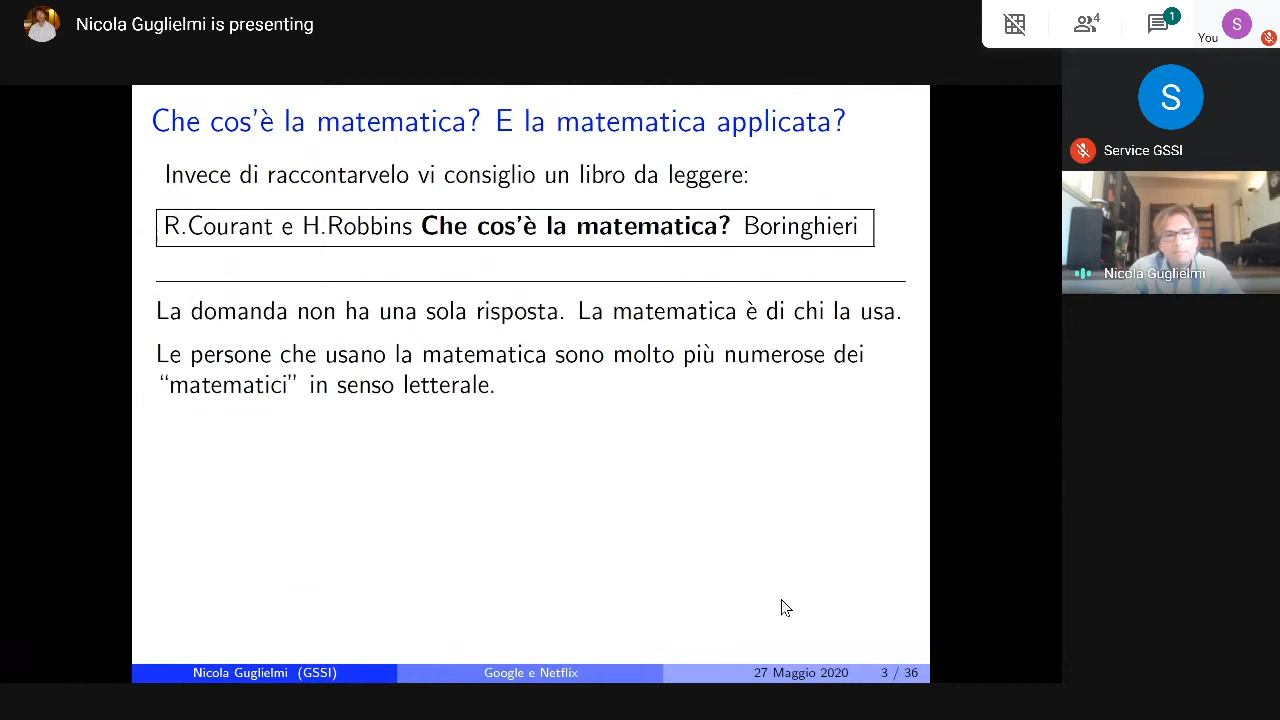 Nicola Guglielmi is presenting
4
1
You
S
S
Service GSSI
Nicola Guglielmi
Che cos'è la matematica? E la matematica applicata?
Invece di raccontarvelo vi consiglio un libro da leggere:
R.Courant e H.Robbins Che cos'è la matematica? Boringhieri
La domanda non ha una sola risposta. La matematica è di chi la usa.
Le persone che usano la matematica sono molto più numerose dei
“matematici” in senso letterale.
Nicola Guglielmi (GSSI) Google e Netflix 27 Maggio 2020 3 / 36